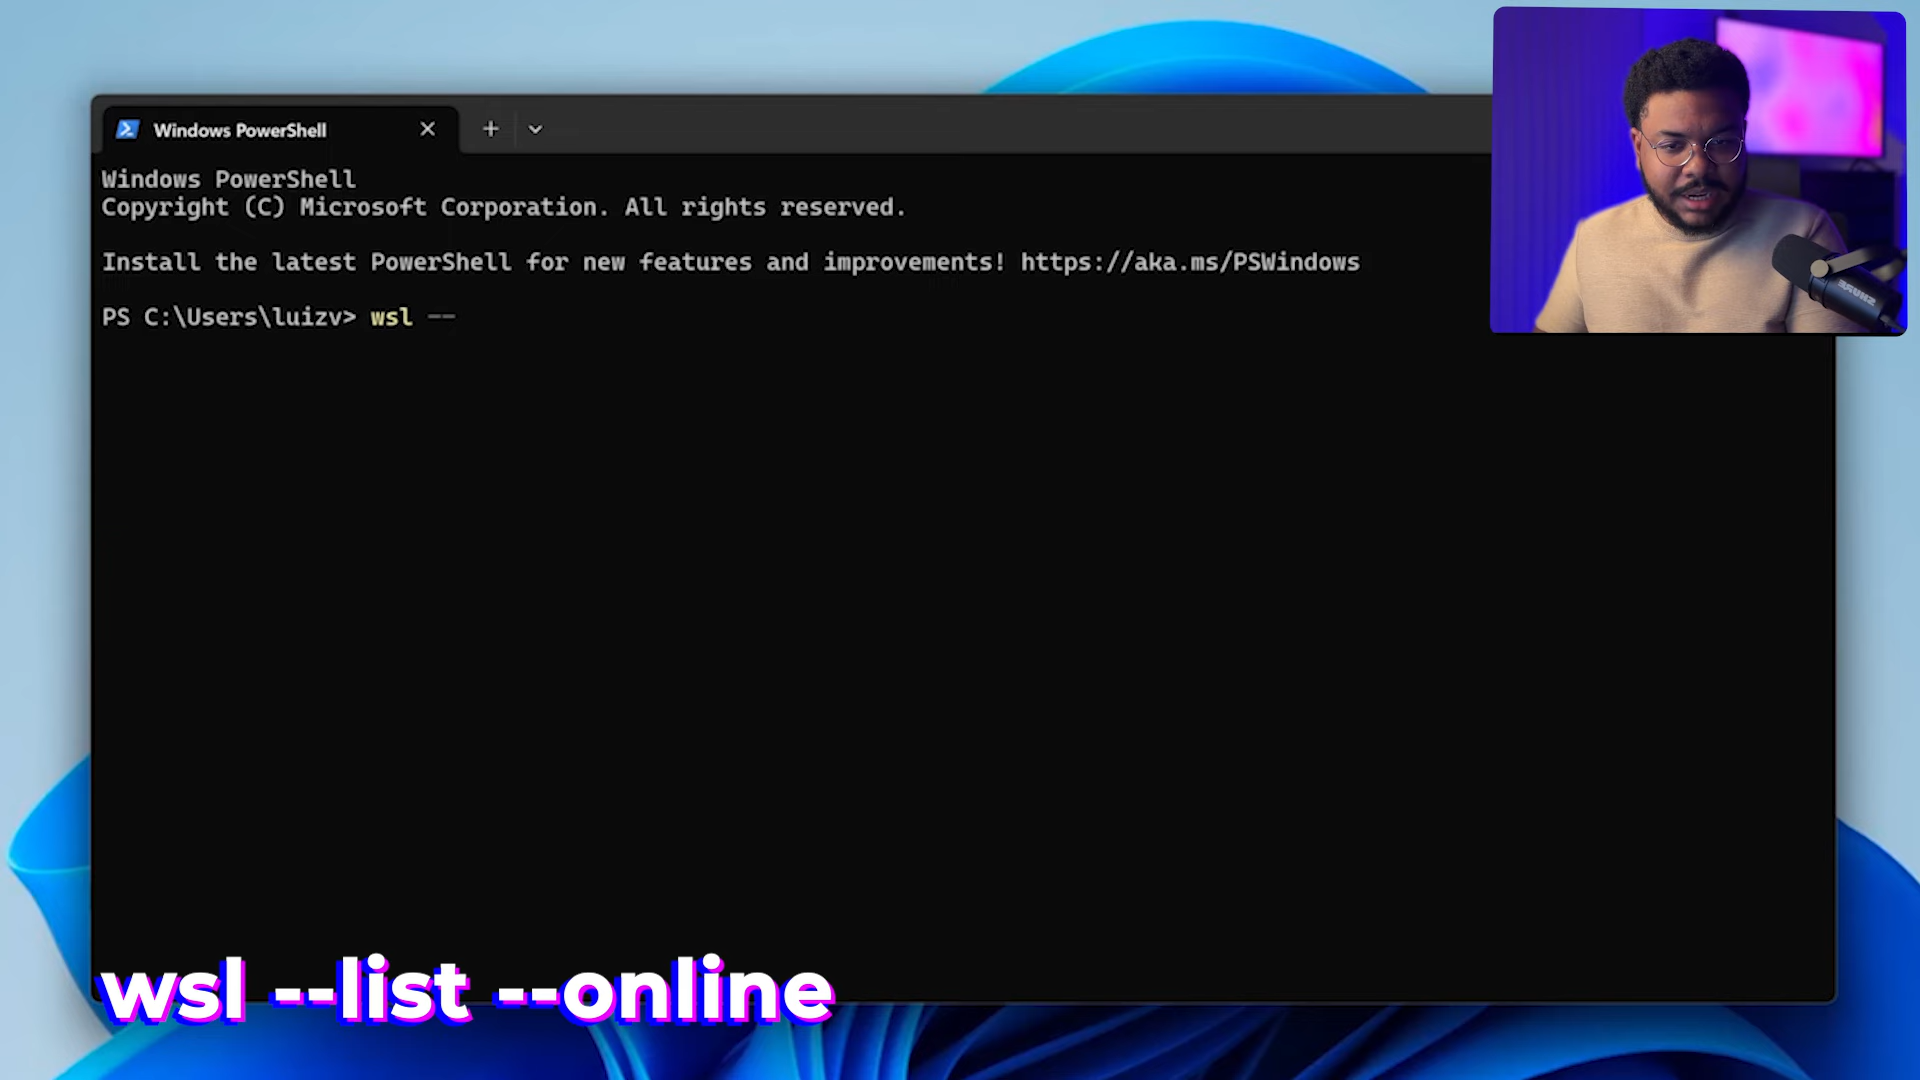 Windows PowerShell
Windows PowerShell
Copyright (C) Microsoft Corporation. All rights reserved.
Install the latest PowerShell for new features and improvements! https://aka.ms/PSWindows
PS C:\Users\luizv> wsl --
SHURE
wsl --list --online